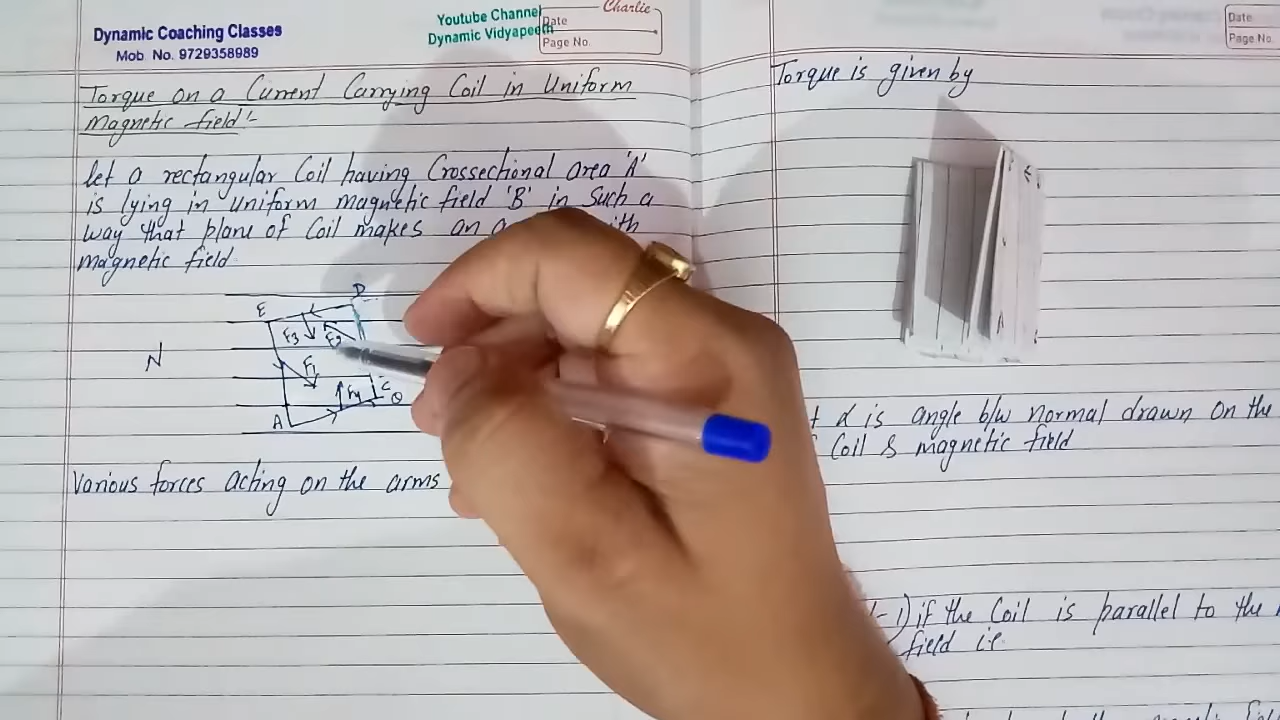 Dynamic Coaching Classes
Mob. No. 9729358989
Youtube Channel
Dynamic Vidyapeeth
Charlie
Date
Page No.
Torque on a Current Carrying Coil in Uniform
Magnetic field:-
let a rectangular Coil having Crossectional area 'A'
is lying in uniform magnetic field 'B' in Such a
way that plane of Coil makes an with
magnetic field
E D
F3 F2
N F1
F4 C θ
A
Various forces acting on the arms
Date
Page No.
Torque is given by
α is angle b/w normal drawn on the
Coil & magnetic field
-1) if the Coil is parallel to the
field i.e.